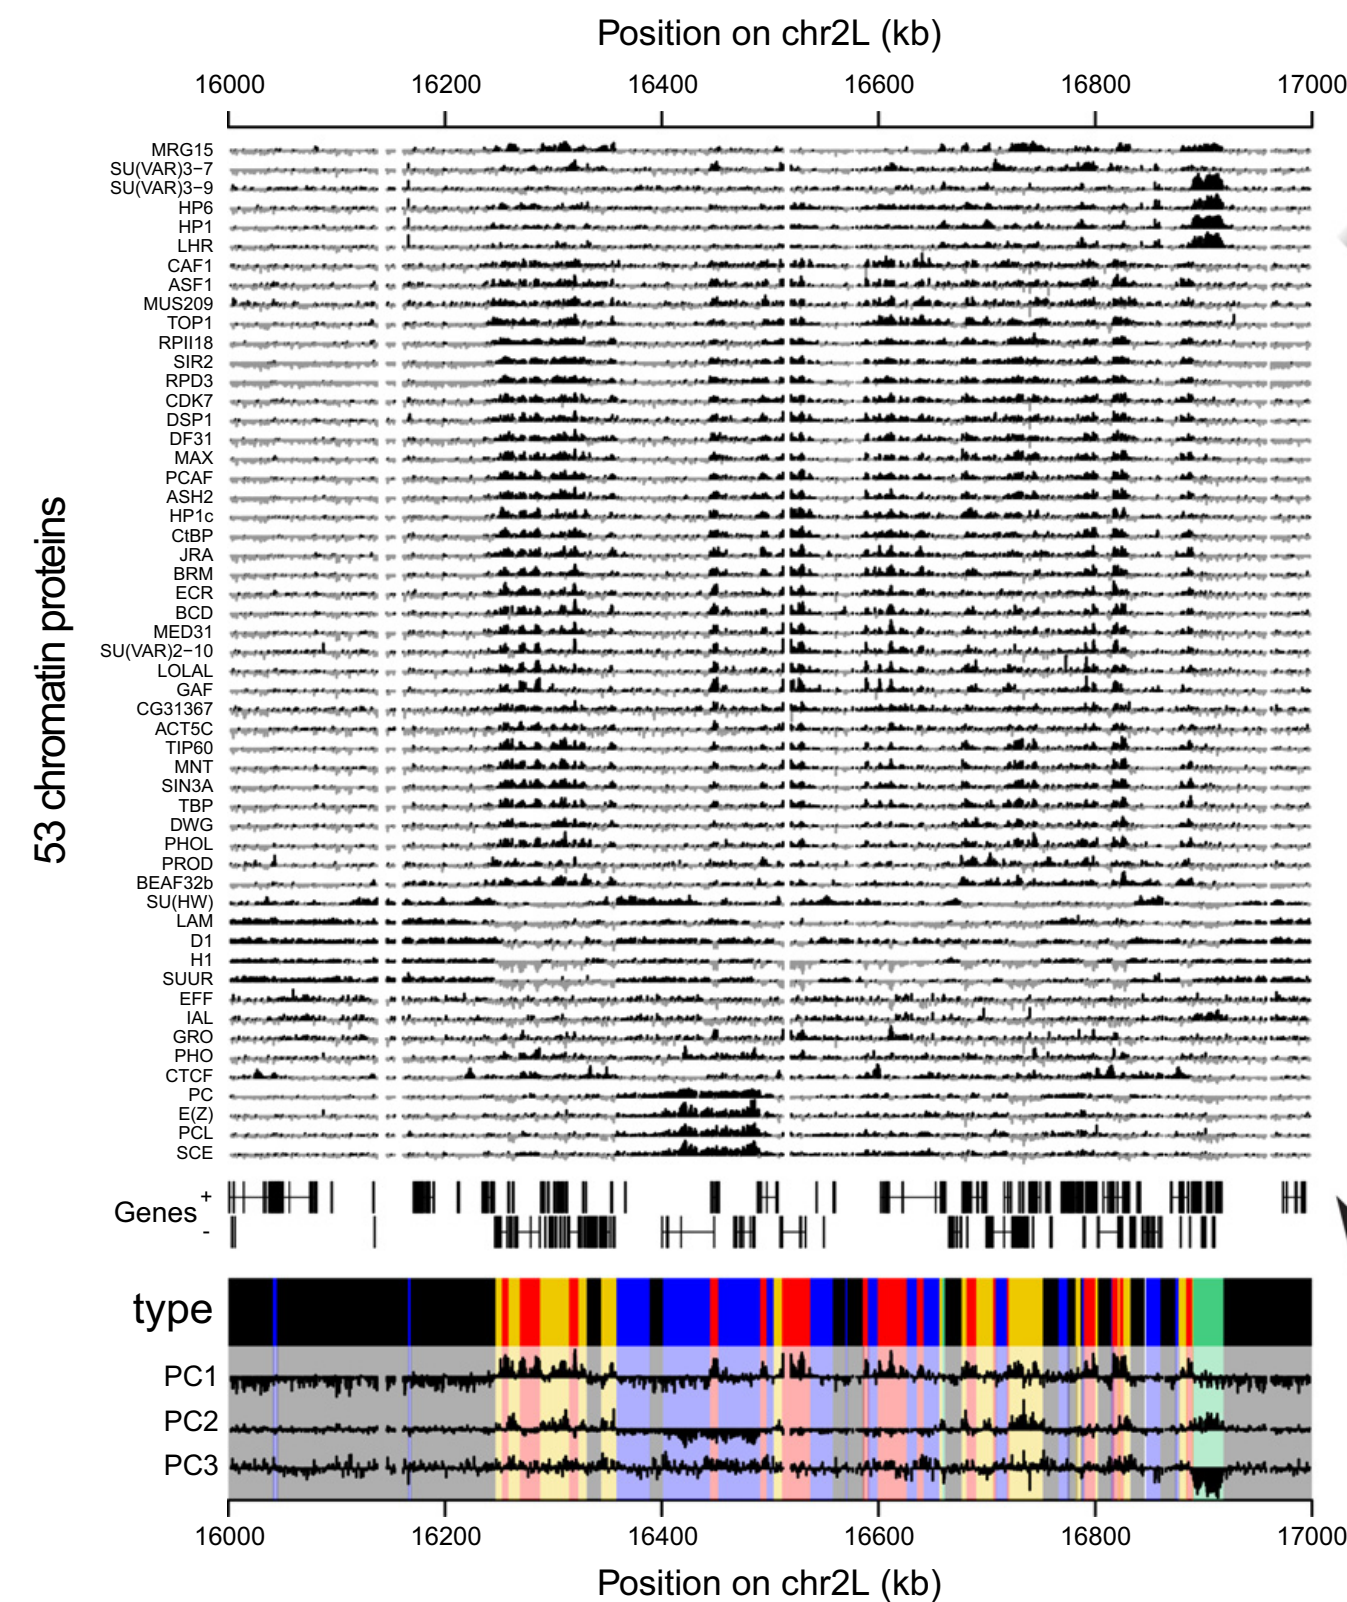 Position on chr2L (kb)
16000 16200 16400 16600 16800 17000
53 chromatin proteins
MRG15
SU(VAR)3−7
SU(VAR)3−9
HP6
HP1
LHR
CAF1
ASF1
MUS209
TOP1
RPII18
SIR2
RPD3
CDK7
DSP1
DF31
MAX
PCAF
ASH2
HP1c
CtBP
JRA
BRM
ECR
BCD
MED31
SU(VAR)2−10
LOLAL
GAF
CG31367
ACT5C
TIP60
MNT
SIN3A
TBP
DWG
PHOL
PROD
BEAF32b
SU(HW)
LAM
D1
H1
SUUR
EFF
IAL
GRO
PHO
CTCF
PC
E(Z)
PCL
SCE
Genes +
-
type
PC1
PC2
PC3
16000 16200 16400 16600 16800 17000
Position on chr2L (kb)